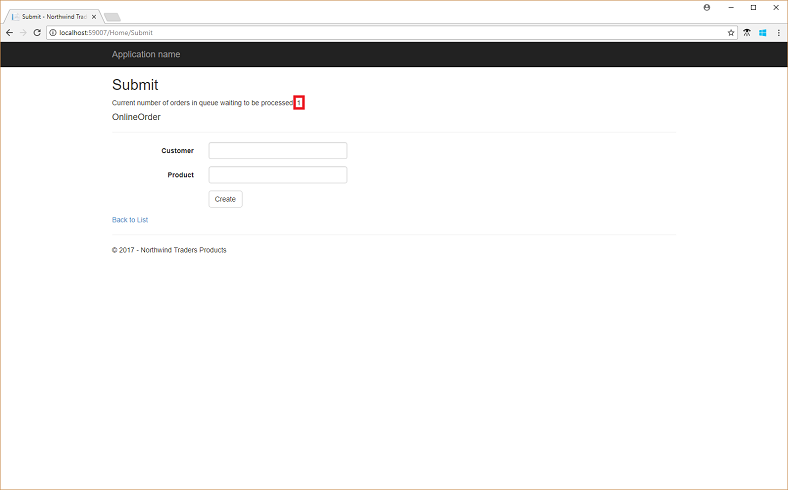 Submit - Northwind Trad
localhost:59007/Home/Submit
Application name
Submit
Current number of orders in queue waiting to be processed: 1
OnlineOrder
Customer
Product
Create
Back to List
© 2017 - Northwind Traders Products